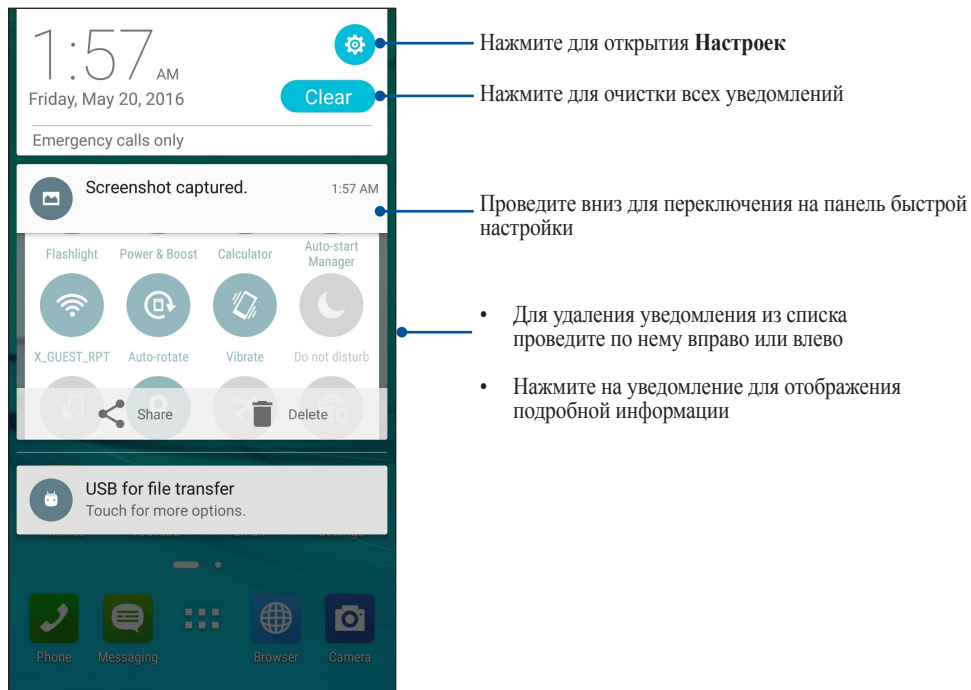 1:57 AM
Friday, May 20, 2016
Clear
Emergency calls only
Screenshot captured.
1:57 AM
Flashlight
Power & Boost
Calculator
Auto-start
Manager
X_GUEST_RPT
Auto-rotate
Vibrate
Do not disturb
Share
Delete
USB for file transfer
Touch for more options.
Phone
Messaging
Browser
Camera
Нажмите для открытия Настроек
Нажмите для очистки всех уведомлений
Проведите вниз для переключения на панель быстрой
настройки
• Для удаления уведомления из списка
проведите по нему вправо или влево
• Нажмите на уведомление для отображения
подробной информации